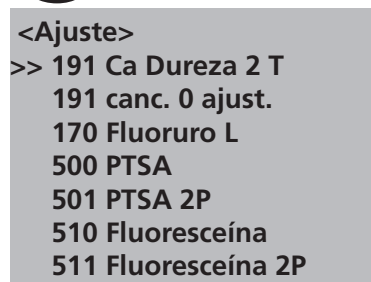 <Ajuste>
>> 191 Ca Dureza 2 T
191 canc. 0 ajust.
170 Fluoruro L
500 PTSA
501 PTSA 2P
510 Fluoresceína
511 Fluoresceína 2P